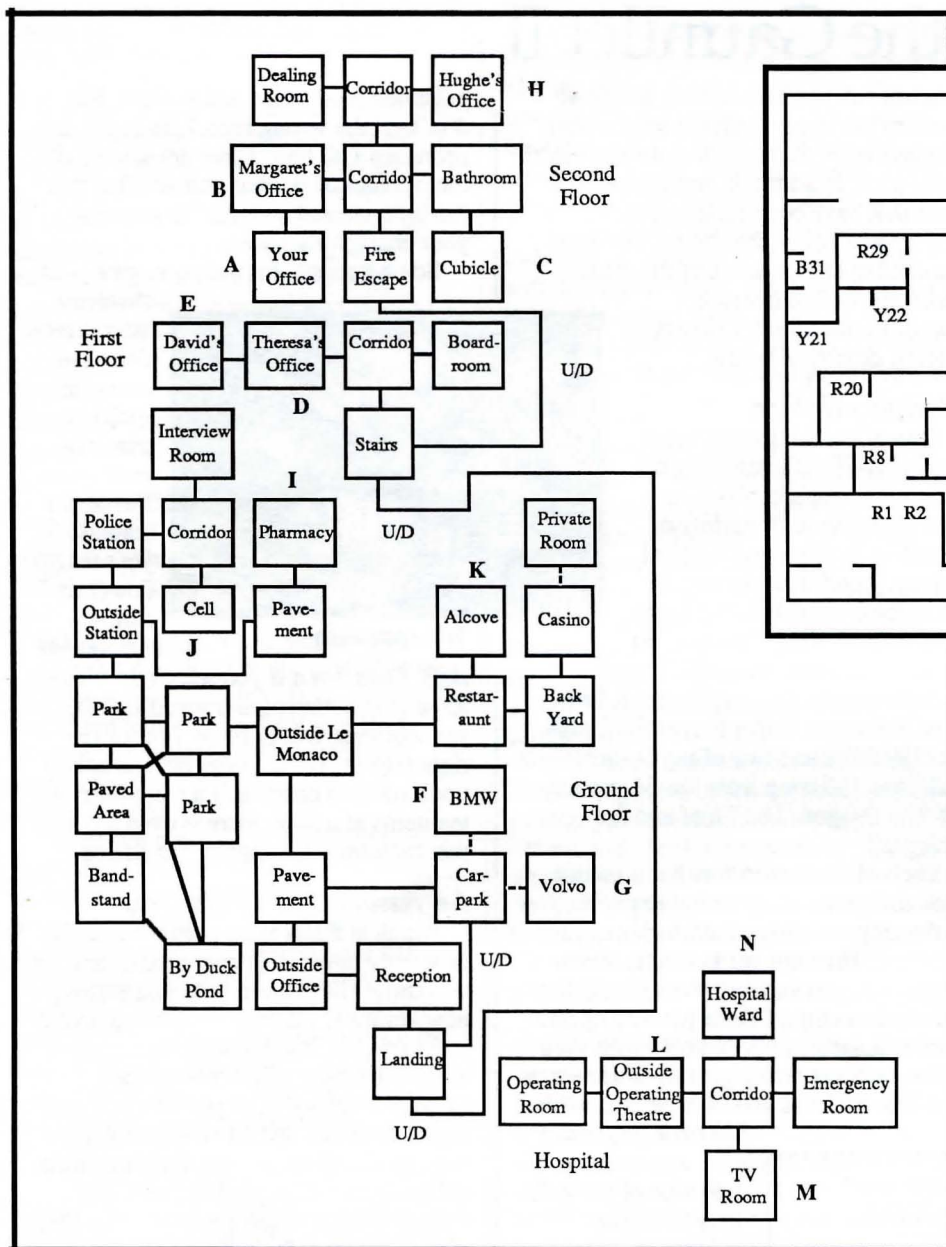 Dealing
Room
Corridor
Hughe's
Office
H
B
Margaret's
Office
Corridor
Bathroom
Second
Floor
A
Your
Office
Fire
Escape
Cubicle
C
E
First
Floor
David's
Office
Theresa's
Office
Corridor
Board-
room
U/D
D
Interview
Room
Stairs
I
U/D
Police
Station
Corridor
Pharmacy
Private
Room
K
Outside
Station
Cell
Pave-
ment
Alcove
Casino
J
Park
Park
Outside Le
Monaco
Restar-
aunt
Back
Yard
Paved
Area
Park
F
BMW
Ground
Floor
Band-
stand
Pave-
ment
Car-
park
Volvo
G
By Duck
Pond
Outside
Office
Reception
U/D
N
Landing
Hospital
Ward
L
Operating
Room
Outside
Operating
Theatre
Corridor
Emergency
Room
U/D
Hospital
TV
Room
M
B31
R29
Y22
Y21
R20
R8
R1 R2